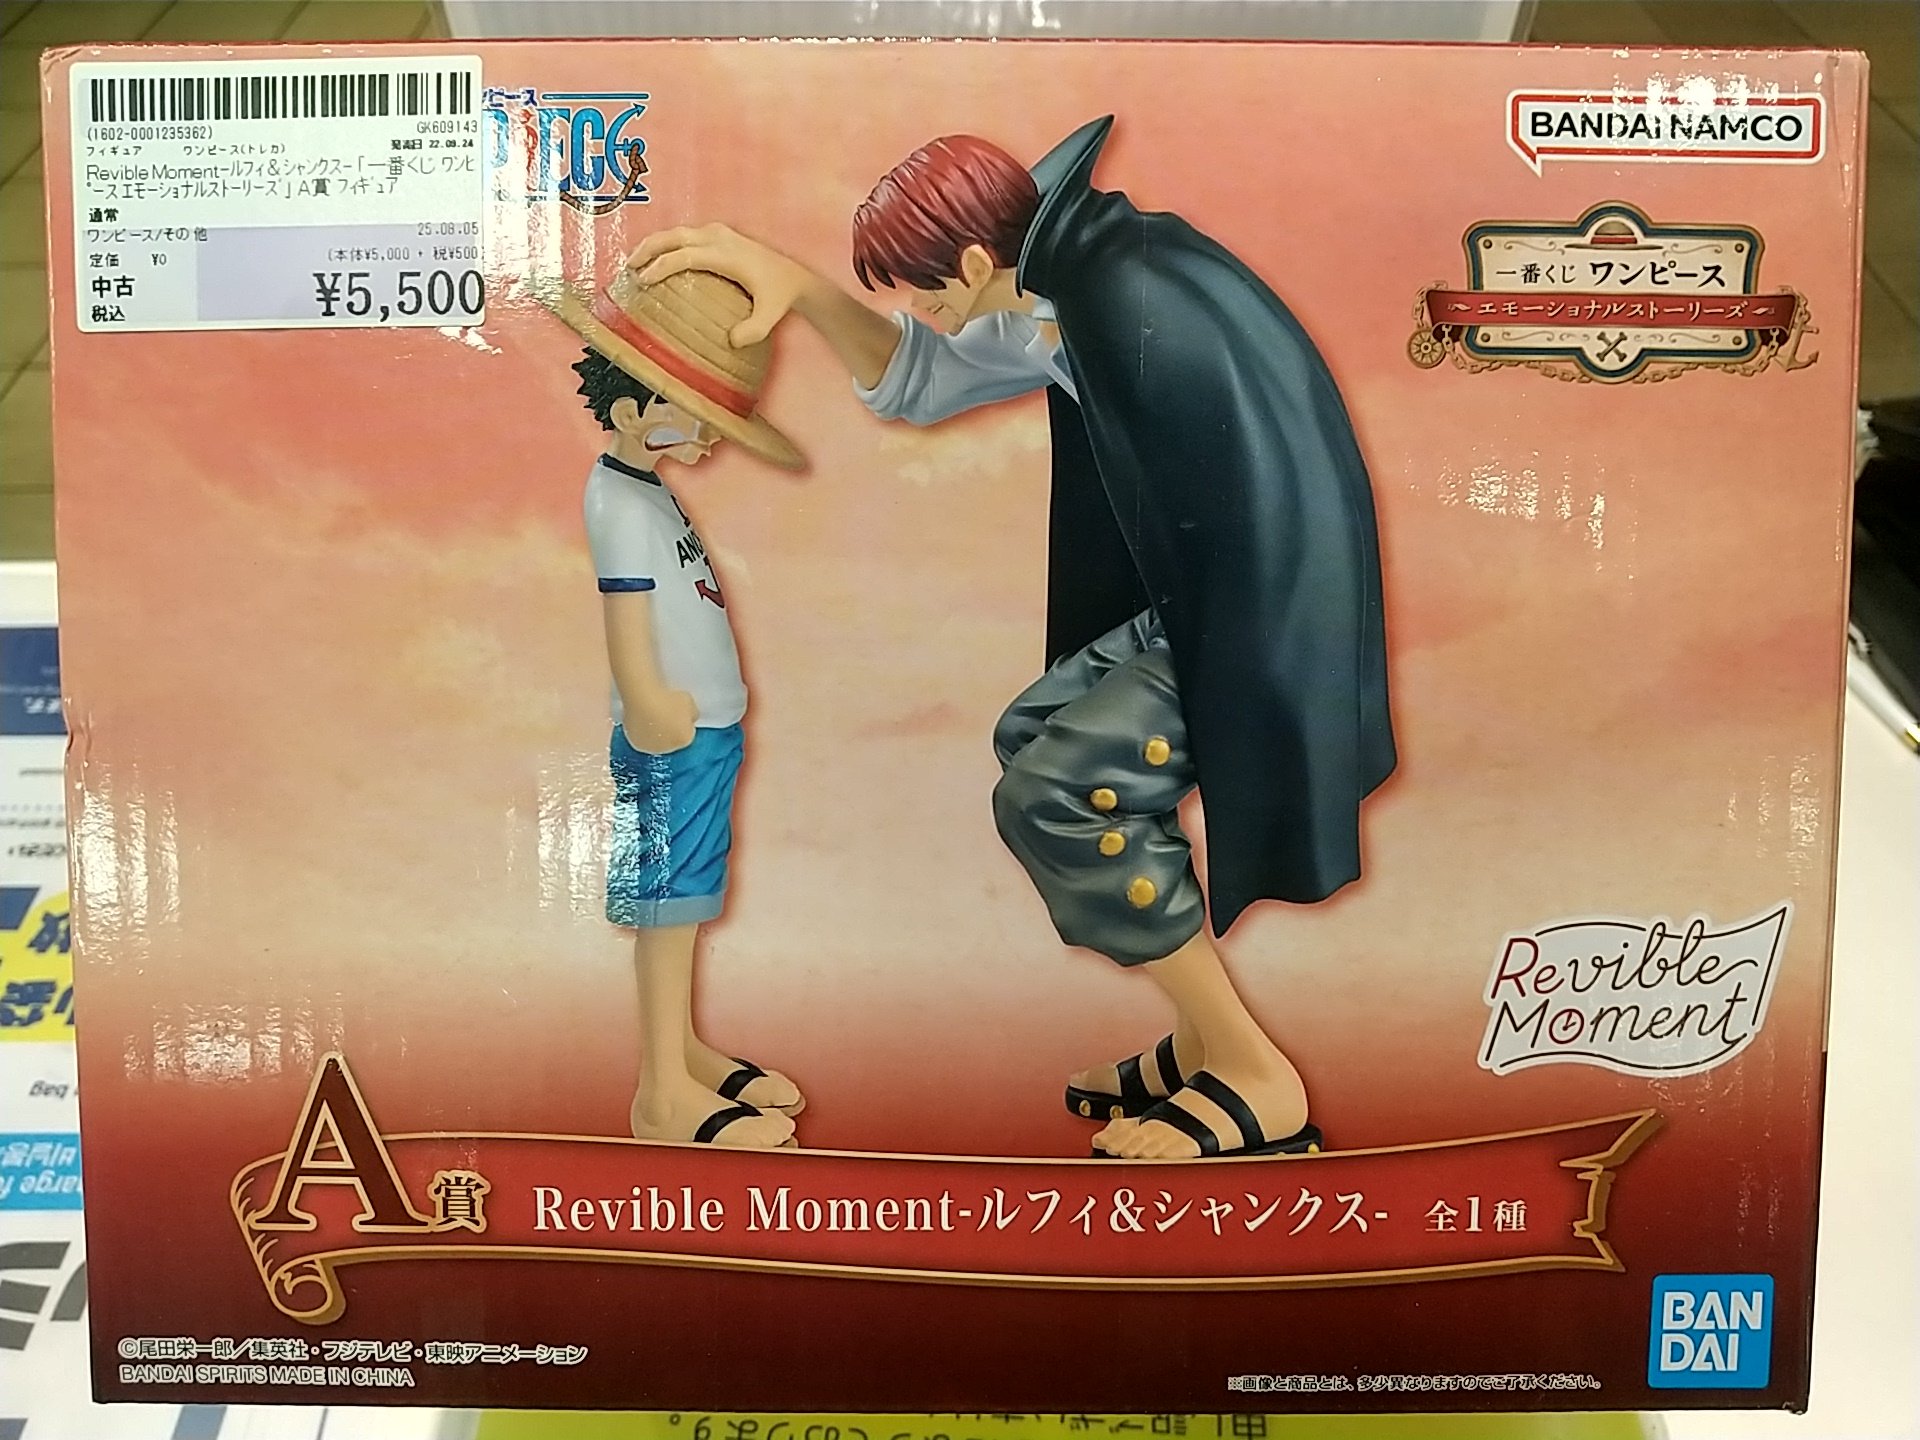 (1602-0001235362)
GK609143
フィギュア ワンピース(トレカ)
発売日 22.09.24
Revible Moment-ルフィ&シャンクス-「一番くじ ワンピ
ース エモーショナルストーリーズ」A賞 フィギュア
通常
ワンピース/その他
25.08.05
定価 ¥0
(本体¥5,000 + 税¥500)
中古
税込
¥5,500
BANDAI NAMCO
一番くじ ワンピース
エモーショナルストーリーズ
Revible
Moment
A賞 Revible Moment-ルフィ&シャンクス- 全1種
BAN
DAI
©尾田栄一郎/集英社・フジテレビ・東映アニメーション
BANDAI SPIRITS MADE IN CHINA
※画像と商品とは、多少異なりますのでご了承ください。
bag